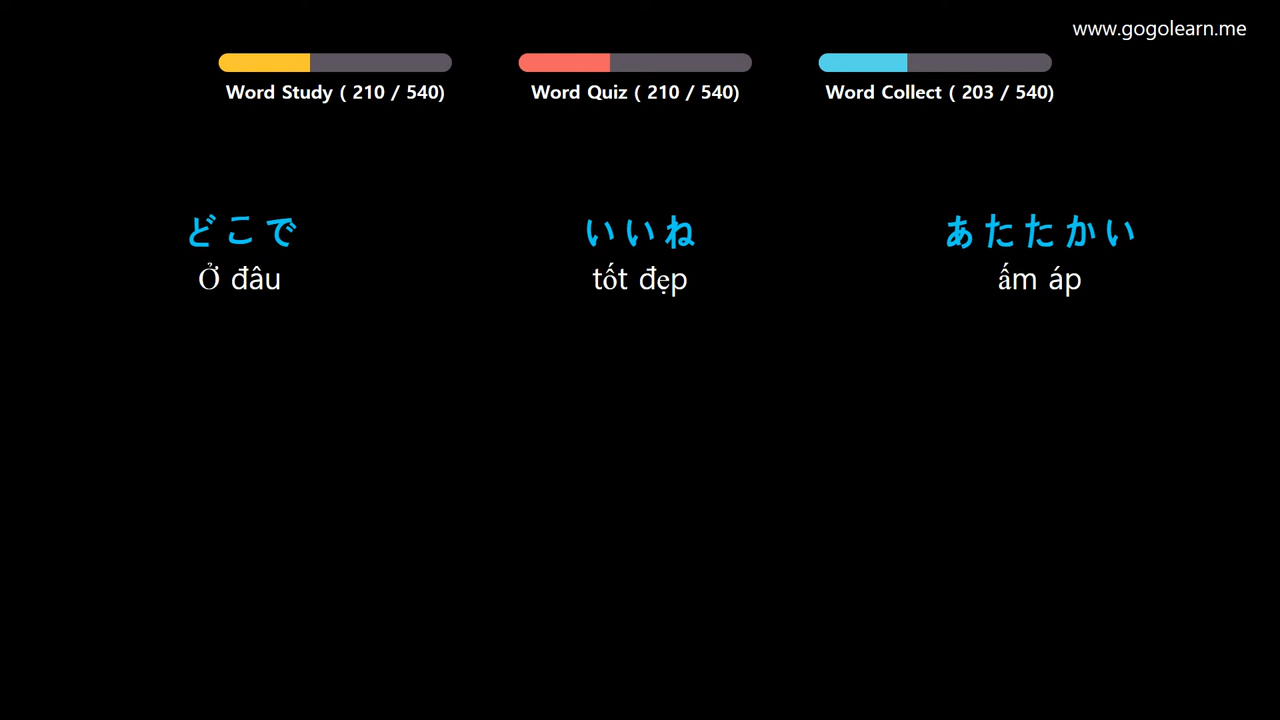 www.gogolearn.me
Word Study ( 210 / 540)
Word Quiz ( 210 / 540)
Word Collect ( 203 / 540)
どこで
いいね
あたたかい
Ở đâu
tốt đẹp
ấm áp